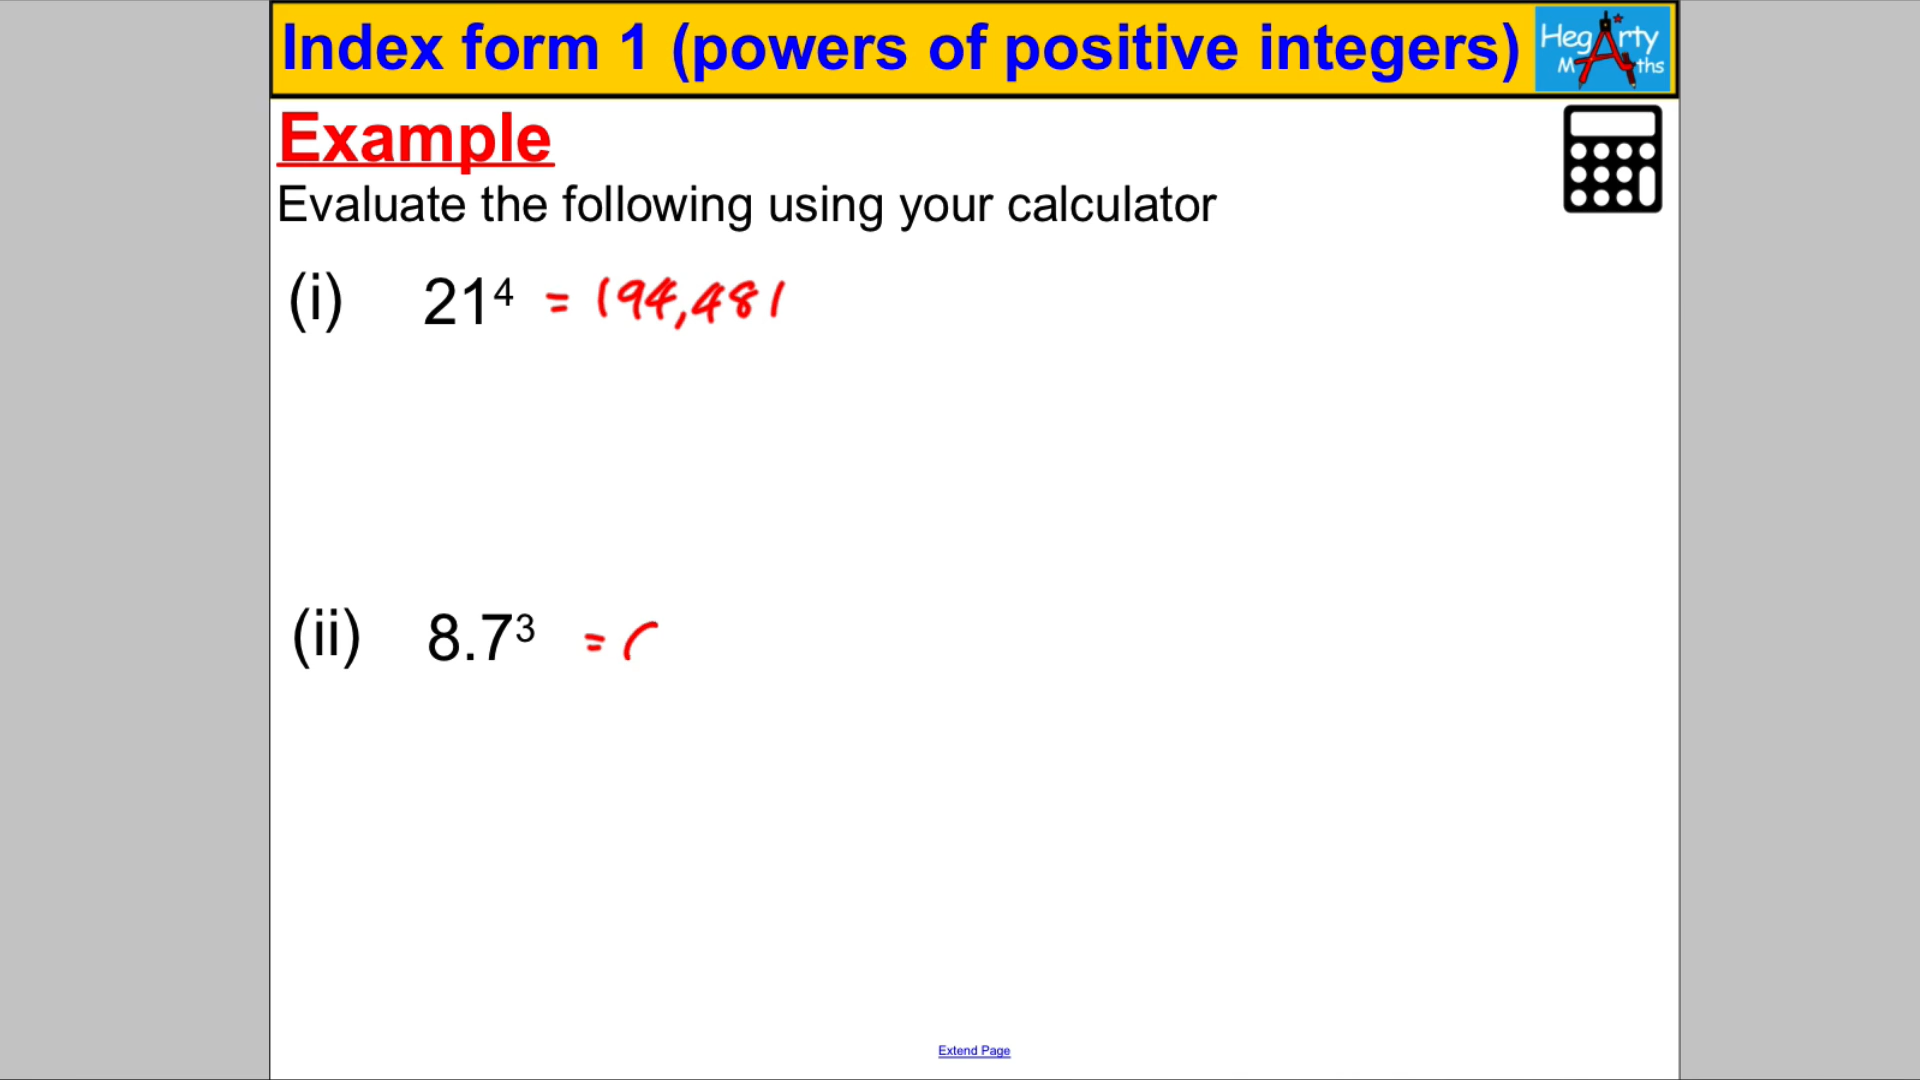 Index form 1 (powers of positive integers)
HegArty
Maths
Example
Evaluate the following using your calculator
(i) 21⁴ = 194,481
(ii) 8.7³ = (
Extend Page